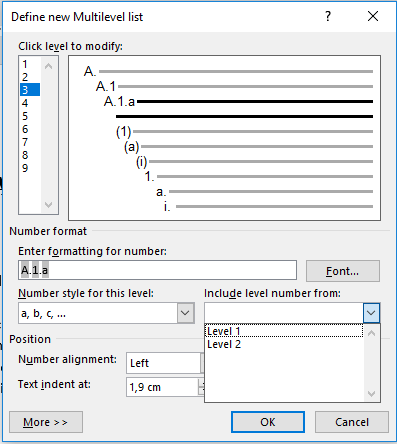 Define new Multilevel list
Click level to modify:
1
2
3
4
5
6
7
8
9
A.
A.1
A.1.a
(1)
(a)
(i)
1.
a.
i.
Number format
Enter formatting for number:
A.1.a
Font...
Number style for this level:
Include level number from:
a, b, c, ...
Level 1
Level 2
Position
Number alignment:
Left
Text indent at:
1,9 cm
More >>
OK
Cancel